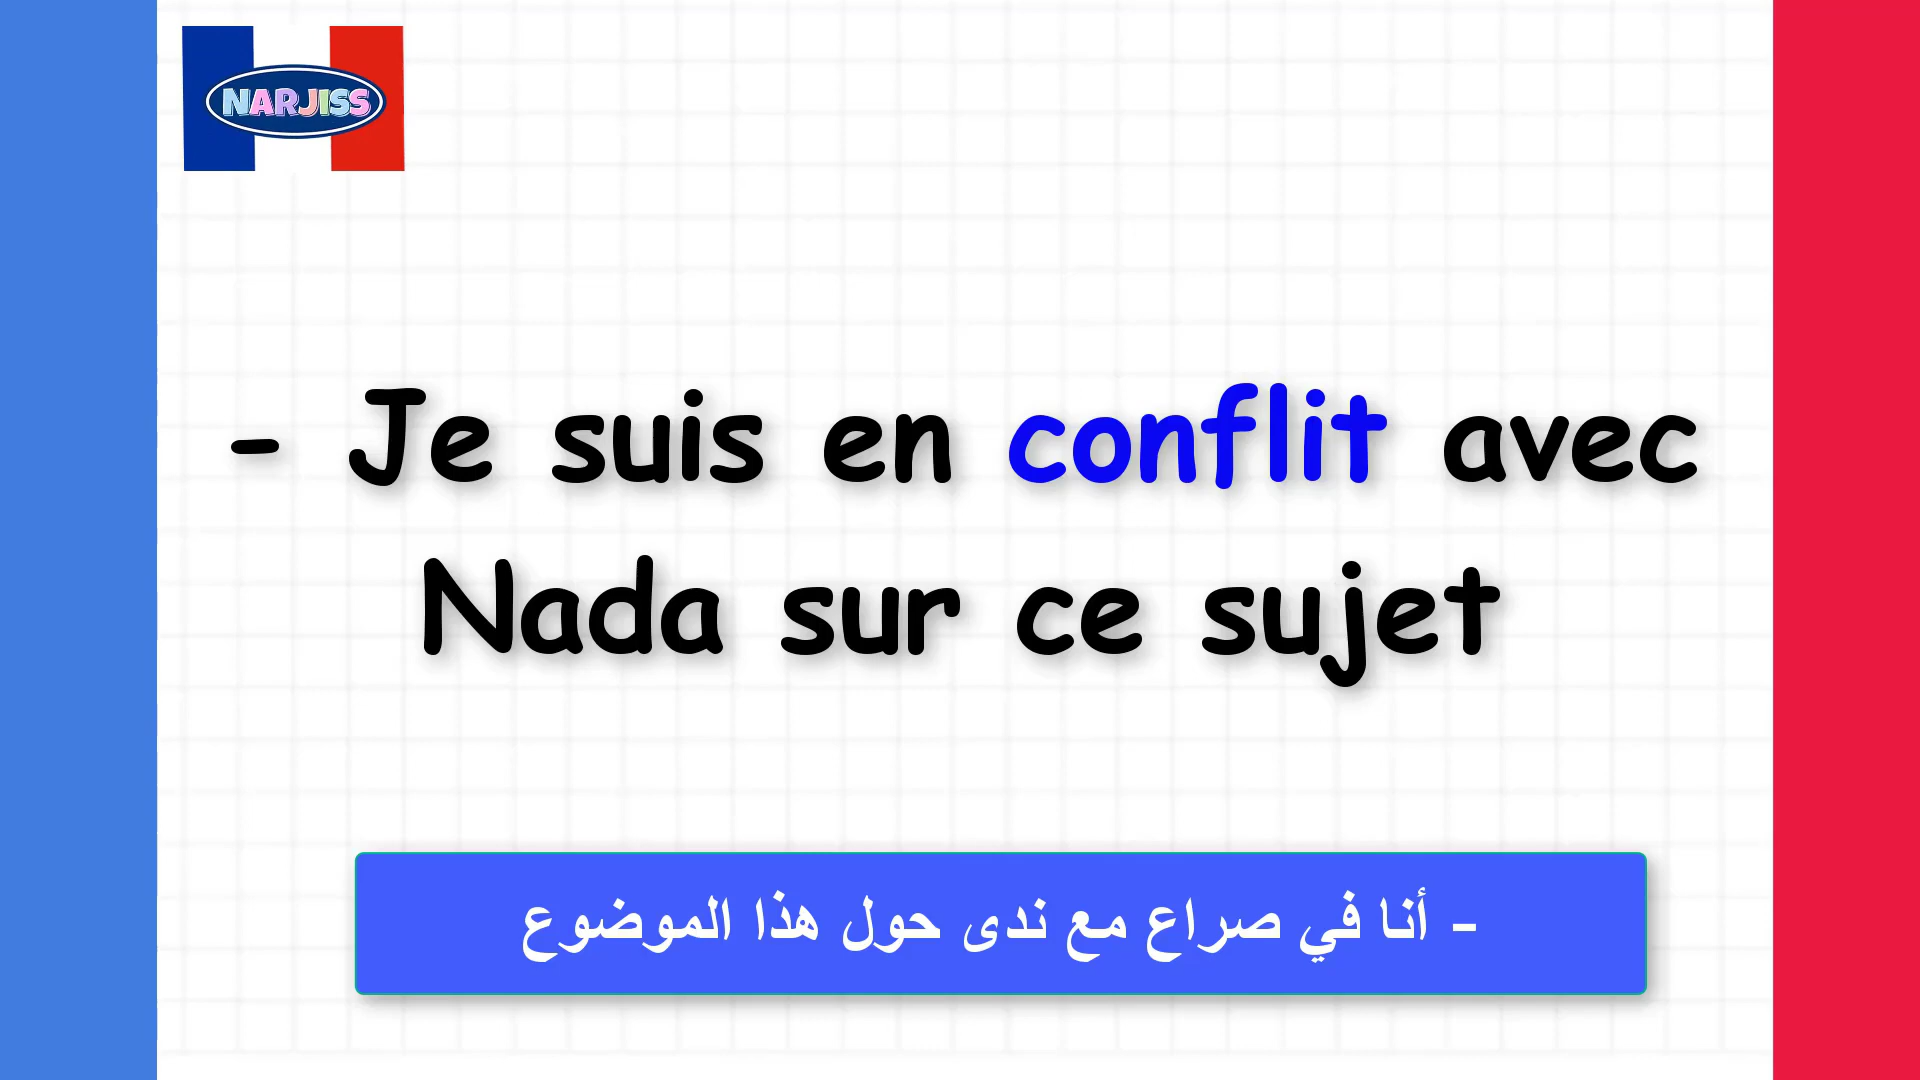 NARJISS
- Je suis en conflit avec
Nada sur ce sujet
- أنا في صراع مع ندى حول هذا الموضوع